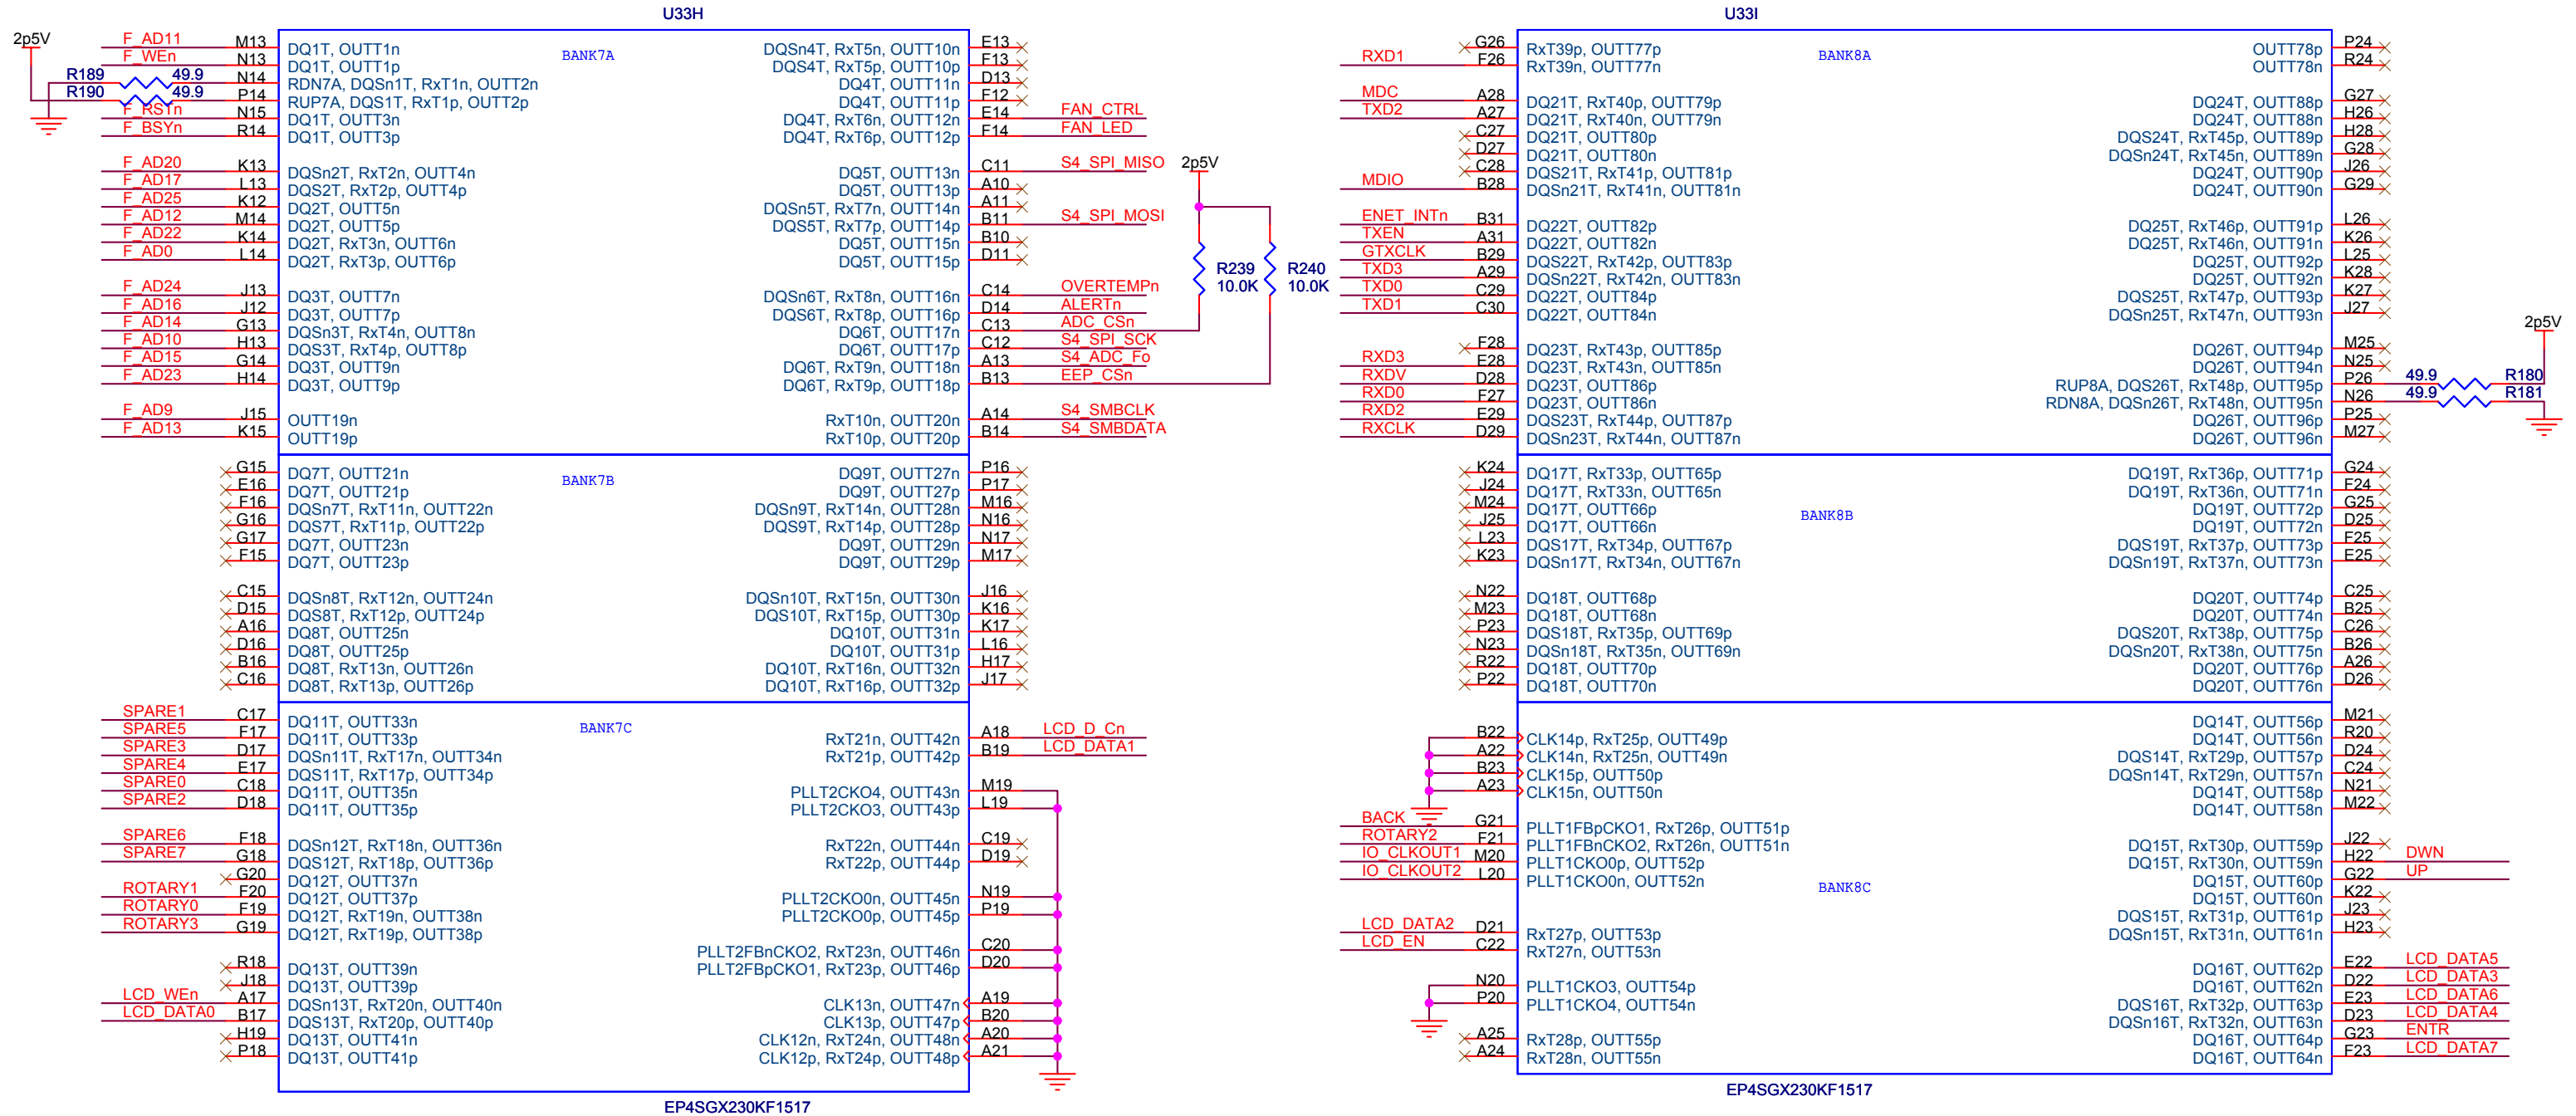 U33H
2p5V
BANK7A
F_AD11 M13 DQ1T, OUTT1n
F_WEn N13 DQ1T, OUTT1p
R189 49.9 N14 RDN7A, DQSn1T, RxT1n, OUTT2n
R190 49.9 P14 RUP7A, DQS1T, RxT1p, OUTT2p
F_RSTn N15 DQ1T, OUTT3n
F_BSYn R14 DQ1T, OUTT3p
F_AD20 K13 DQSn2T, RxT2n, OUTT4n
F_AD17 L13 DQS2T, RxT2p, OUTT4p
F_AD25 K12 DQ2T, OUTT5n
F_AD12 M14 DQ2T, OUTT5p
F_AD22 K14 DQ2T, RxT3n, OUTT6n
F_AD0 L14 DQ2T, RxT3p, OUTT6p
F_AD24 J13 DQ3T, OUTT7n
F_AD16 J12 DQ3T, OUTT7p
F_AD14 G13 DQSn3T, RxT4n, OUTT8n
F_AD10 H13 DQS3T, RxT4p, OUTT8p
F_AD15 G14 DQ3T, OUTT9n
F_AD23 H14 DQ3T, OUTT9p
F_AD9 J15 OUTT19n
F_AD13 K15 OUTT19p
DQSn4T, RxT5n, OUTT10n E13
DQS4T, RxT5p, OUTT10p F13
DQ4T, OUTT11n D13
DQ4T, OUTT11p F12
DQ4T, RxT6n, OUTT12n E14 FAN_CTRL
DQ4T, RxT6p, OUTT12p F14 FAN_LED
DQ5T, OUTT13n C11 S4_SPI_MISO
DQ5T, OUTT13p A10
DQSn5T, RxT7n, OUTT14n A11
DQS5T, RxT7p, OUTT14p B11 S4_SPI_MOSI
DQ5T, OUTT15n B10
DQ5T, OUTT15p D11
DQSn6T, RxT8n, OUTT16n C14 OVERTEMPn
DQS6T, RxT8p, OUTT16p D14 ALERTn
DQ6T, OUTT17n C13 ADC_CSn
DQ6T, OUTT17p C12 S4_SPI_SCK
DQ6T, RxT9n, OUTT18n A13 S4_ADC_Fo
DQ6T, RxT9p, OUTT18p B13 EEP_CSn
RxT10n, OUTT20n A14 S4_SMBCLK
RxT10p, OUTT20p B14 S4_SMBDATA
2p5V
R239
10.0K
R240
10.0K
BANK7B
G15 DQ7T, OUTT21n
E16 DQ7T, OUTT21p
F16 DQSn7T, RxT11n, OUTT22n
G16 DQS7T, RxT11p, OUTT22p
G17 DQ7T, OUTT23n
F15 DQ7T, OUTT23p
C15 DQSn8T, RxT12n, OUTT24n
D15 DQS8T, RxT12p, OUTT24p
A16 DQ8T, OUTT25n
D16 DQ8T, OUTT25p
B16 DQ8T, RxT13n, OUTT26n
C16 DQ8T, RxT13p, OUTT26p
DQ9T, OUTT27n P16
DQ9T, OUTT27p P17
DQSn9T, RxT14n, OUTT28n M16
DQS9T, RxT14p, OUTT28p N16
DQ9T, OUTT29n N17
DQ9T, OUTT29p M17
DQSn10T, RxT15n, OUTT30n J16
DQS10T, RxT15p, OUTT30p K16
DQ10T, OUTT31n K17
DQ10T, OUTT31p L16
DQ10T, RxT16n, OUTT32n H17
DQ10T, RxT16p, OUTT32p J17
BANK7C
SPARE1 C17 DQ11T, OUTT33n
SPARE5 F17 DQ11T, OUTT33p
SPARE3 D17 DQSn11T, RxT17n, OUTT34n
SPARE4 E17 DQS11T, RxT17p, OUTT34p
SPARE0 C18 DQ11T, OUTT35n
SPARE2 D18 DQ11T, OUTT35p
SPARE6 F18 DQSn12T, RxT18n, OUTT36n
SPARE7 G18 DQS12T, RxT18p, OUTT36p
G20 DQ12T, OUTT37n
ROTARY1 F20 DQ12T, OUTT37p
ROTARY0 F19 DQ12T, RxT19n, OUTT38n
ROTARY3 G19 DQ12T, RxT19p, OUTT38p
R18 DQ13T, OUTT39n
J18 DQ13T, OUTT39p
LCD_WEn A17 DQSn13T, RxT20n, OUTT40n
LCD_DATA0 B17 DQS13T, RxT20p, OUTT40p
H19 DQ13T, OUTT41n
P18 DQ13T, OUTT41p
RxT21n, OUTT42n A18 LCD_D_Cn
RxT21p, OUTT42p B19 LCD_DATA1
PLLT2CKO4, OUTT43n M19
PLLT2CKO3, OUTT43p L19
RxT22n, OUTT44n C19
RxT22p, OUTT44p D19
PLLT2CKO0n, OUTT45n N19
PLLT2CKO0p, OUTT45p P19
PLLT2FBnCKO2, RxT23n, OUTT46n C20
PLLT2FBpCKO1, RxT23p, OUTT46p D20
CLK13n, OUTT47n A19
CLK13p, OUTT47p B20
CLK12n, RxT24n, OUTT48n A20
CLK12p, RxT24p, OUTT48p A21
EP4SGX230KF1517
U33I
BANK8A
G26 RxT39p, OUTT77p
RXD1 F26 RxT39n, OUTT77n
MDC A28 DQ21T, RxT40p, OUTT79p
TXD2 A27 DQ21T, RxT40n, OUTT79n
C27 DQ21T, OUTT80p
D27 DQ21T, OUTT80n
C28 DQS21T, RxT41p, OUTT81p
MDIO B28 DQSn21T, RxT41n, OUTT81n
ENET_INTn B31 DQ22T, OUTT82p
TXEN A31 DQ22T, OUTT82n
GTXCLK B29 DQS22T, RxT42p, OUTT83p
TXD3 A29 DQSn22T, RxT42n, OUTT83n
TXD0 C29 DQ22T, OUTT84p
TXD1 C30 DQ22T, OUTT84n
F28 DQ23T, RxT43p, OUTT85p
RXD3 E28 DQ23T, RxT43n, OUTT85n
RXDV D28 DQ23T, OUTT86p
RXD0 F27 DQ23T, OUTT86n
RXD2 E29 DQS23T, RxT44p, OUTT87p
RXCLK D29 DQSn23T, RxT44n, OUTT87n
OUTT78p P24
OUTT78n R24
DQ24T, OUTT88p G27
DQ24T, OUTT88n H26
DQS24T, RxT45p, OUTT89p H28
DQSn24T, RxT45n, OUTT89n G28
DQ24T, OUTT90p J26
DQ24T, OUTT90n G29
DQ25T, RxT46p, OUTT91p L26
DQ25T, RxT46n, OUTT91n K26
DQ25T, OUTT92p L25
DQ25T, OUTT92n K28
DQS25T, RxT47p, OUTT93p K27
DQSn25T, RxT47n, OUTT93n J27
DQ26T, OUTT94p M25
DQ26T, OUTT94n N25
RUP8A, DQS26T, RxT48p, OUTT95p P26 49.9 R180
RDN8A, DQSn26T, RxT48n, OUTT95n N26 49.9 R181
DQ26T, OUTT96p P25
DQ26T, OUTT96n M27
2p5V
BANK8B
K24 DQ17T, RxT33p, OUTT65p
J24 DQ17T, RxT33n, OUTT65n
M24 DQ17T, OUTT66p
J25 DQ17T, OUTT66n
L23 DQS17T, RxT34p, OUTT67p
K23 DQSn17T, RxT34n, OUTT67n
N22 DQ18T, OUTT68p
M23 DQ18T, OUTT68n
P23 DQS18T, RxT35p, OUTT69p
N23 DQSn18T, RxT35n, OUTT69n
R22 DQ18T, OUTT70p
P22 DQ18T, OUTT70n
DQ19T, RxT36p, OUTT71p G24
DQ19T, RxT36n, OUTT71n F24
DQ19T, OUTT72p G25
DQ19T, OUTT72n D25
DQS19T, RxT37p, OUTT73p F25
DQSn19T, RxT37n, OUTT73n E25
DQ20T, OUTT74p C25
DQ20T, OUTT74n B25
DQS20T, RxT38p, OUTT75p C26
DQSn20T, RxT38n, OUTT75n B26
DQ20T, OUTT76p A26
DQ20T, OUTT76n D26
BANK8C
B22 CLK14p, RxT25p, OUTT49p
A22 CLK14n, RxT25n, OUTT49n
B23 CLK15p, OUTT50p
A23 CLK15n, OUTT50n
BACK G21 PLLT1FBpCKO1, RxT26p, OUTT51p
ROTARY2 F21 PLLT1FBnCKO2, RxT26n, OUTT51n
IO_CLKOUT1 M20 PLLT1CKO0p, OUTT52p
IO_CLKOUT2 L20 PLLT1CKO0n, OUTT52n
LCD_DATA2 D21 RxT27p, OUTT53p
LCD_EN C22 RxT27n, OUTT53n
N20 PLLT1CKO3, OUTT54p
P20 PLLT1CKO4, OUTT54n
A25 RxT28p, OUTT55p
A24 RxT28n, OUTT55n
DQ14T, OUTT56p M21
DQ14T, OUTT56n R20
DQS14T, RxT29p, OUTT57p D24
DQSn14T, RxT29n, OUTT57n C24
DQ14T, OUTT58p N21
DQ14T, OUTT58n M22
DQ15T, RxT30p, OUTT59p J22
DQ15T, RxT30n, OUTT59n H22 DWN
DQ15T, OUTT60p G22 UP
DQ15T, OUTT60n K22
DQS15T, RxT31p, OUTT61p J23
DQSn15T, RxT31n, OUTT61n H23
DQ16T, OUTT62p E22 LCD_DATA5
DQ16T, OUTT62n D22 LCD_DATA3
DQS16T, RxT32p, OUTT63p E23 LCD_DATA6
DQSn16T, RxT32n, OUTT63n D23 LCD_DATA4
DQ16T, OUTT64p G23 ENTR
DQ16T, OUTT64n F23 LCD_DATA7
EP4SGX230KF1517